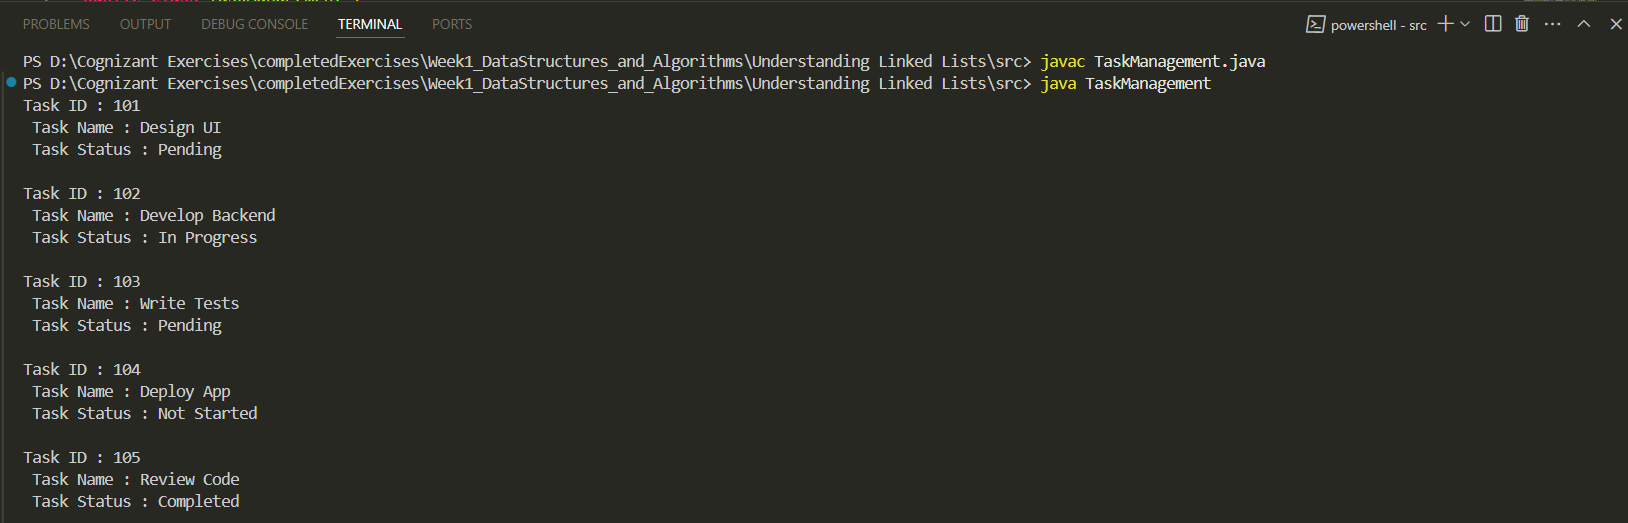 PROBLEMS OUTPUT DEBUG CONSOLE TERMINAL PORTS powershell - src
PS D:\Cognizant Exercises\completedExercises\Week1_DataStructures_and_Algorithms\Understanding Linked Lists\src> javac TaskManagement.java
PS D:\Cognizant Exercises\completedExercises\Week1_DataStructures_and_Algorithms\Understanding Linked Lists\src> java TaskManagement
Task ID : 101
Task Name : Design UI
Task Status : Pending
Task ID : 102
Task Name : Develop Backend
Task Status : In Progress
Task ID : 103
Task Name : Write Tests
Task Status : Pending
Task ID : 104
Task Name : Deploy App
Task Status : Not Started
Task ID : 105
Task Name : Review Code
Task Status : Completed